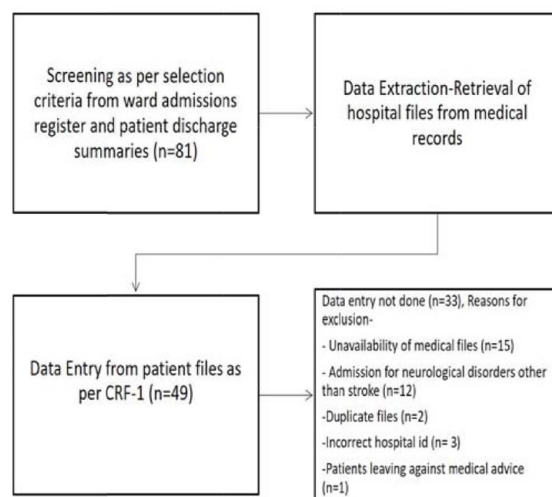 Screening as per selection
criteria from ward admissions
register and patient discharge
summaries (n=81)
Data Extraction-Retrieval of
hospital files from medical
records
Data Entry from patient files as
per CRF-1 (n=49)
Data entry not done (n=33), Reasons for
exclusion-
- Unavailability of medical files (n=15)
- Admission for neurological disorders other
than stroke (n=12)
-Duplicate files (n=2)
-Incorrect hospital id (n= 3)
-Patients leaving against medical advice
(n=1)